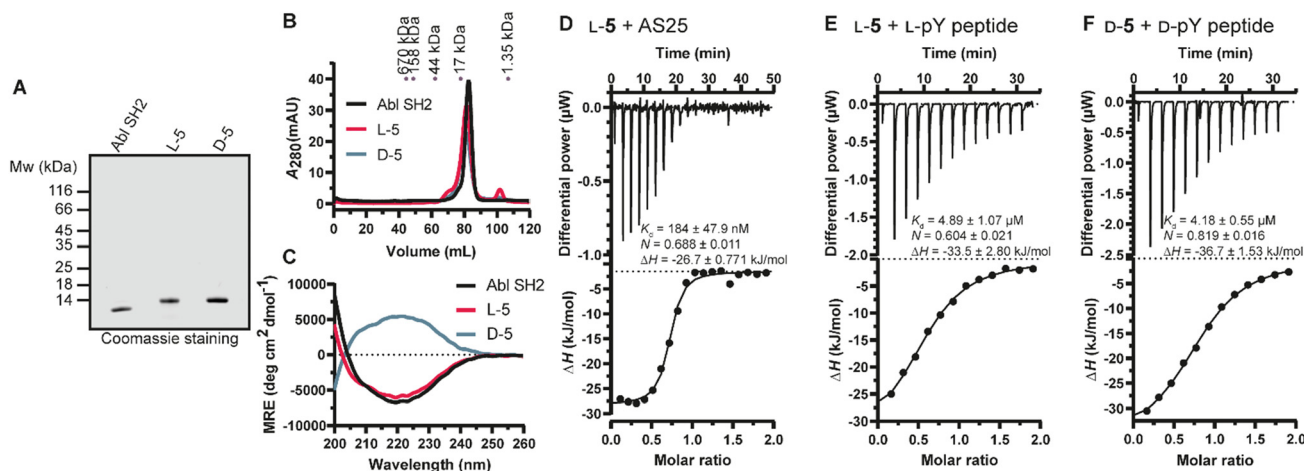 A
Abl SH2
L-5
D-5
Mw (kDa)
116
66
45
35
25
18
14
Coomassie staining
B
670 kDa
158 kDa
44 kDa
17 kDa
1.35 kDa
A280(mAU)
40
30
20
10
0
Abl SH2
L-5
D-5
0 20 40 60 80 100 120
Volume (mL)
C
MRE (deg cm2 dmol-1)
10000
5000
0
-5000
-10000
Abl SH2
L-5
D-5
200 210 220 230 240 250 260
Wavelength (nm)
D L-5 + AS25
Time (min)
0 10 20 30 40 50
Differential power (µW)
0.0
-0.5
-1.0
Kd = 184 ± 47.9 nM
N = 0.688 ± 0.011
ΔH = -26.7 ± 0.771 kJ/mol
ΔH (kJ/mol)
0
-5
-10
-15
-20
-25
-30
0.0 0.5 1.0 1.5 2.0
Molar ratio
E L-5 + L-pY peptide
Time (min)
0 10 20 30
Differential power (µW)
0.0
-0.5
-1.0
-1.5
-2.0
Kd = 4.89 ± 1.07 µM
N = 0.604 ± 0.021
ΔH = -33.5 ± 2.80 kJ/mol
ΔH (kJ/mol)
0
-5
-10
-15
-20
-25
-30
0.0 0.5 1.0 1.5 2.0
Molar ratio
F D-5 + D-pY peptide
Time (min)
0 10 20 30
Differential power (µW)
0.0
-0.5
-1.0
-1.5
-2.0
-2.5
Kd = 4.18 ± 0.55 µM
N = 0.819 ± 0.016
ΔH = -36.7 ± 1.53 kJ/mol
ΔH (kJ/mol)
0
-5
-10
-15
-20
-25
-30
0.0 0.5 1.0 1.5 2.0
Molar ratio